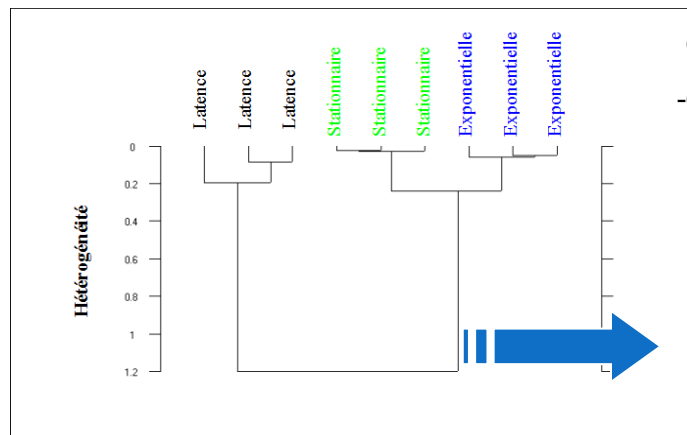 Latence
Latence
Latence
Stationnaire
Stationnaire
Stationnaire
Exponentielle
Exponentielle
Exponentielle
Hétérogénéité
0
0.2
0.4
0.6
0.8
1
1.2